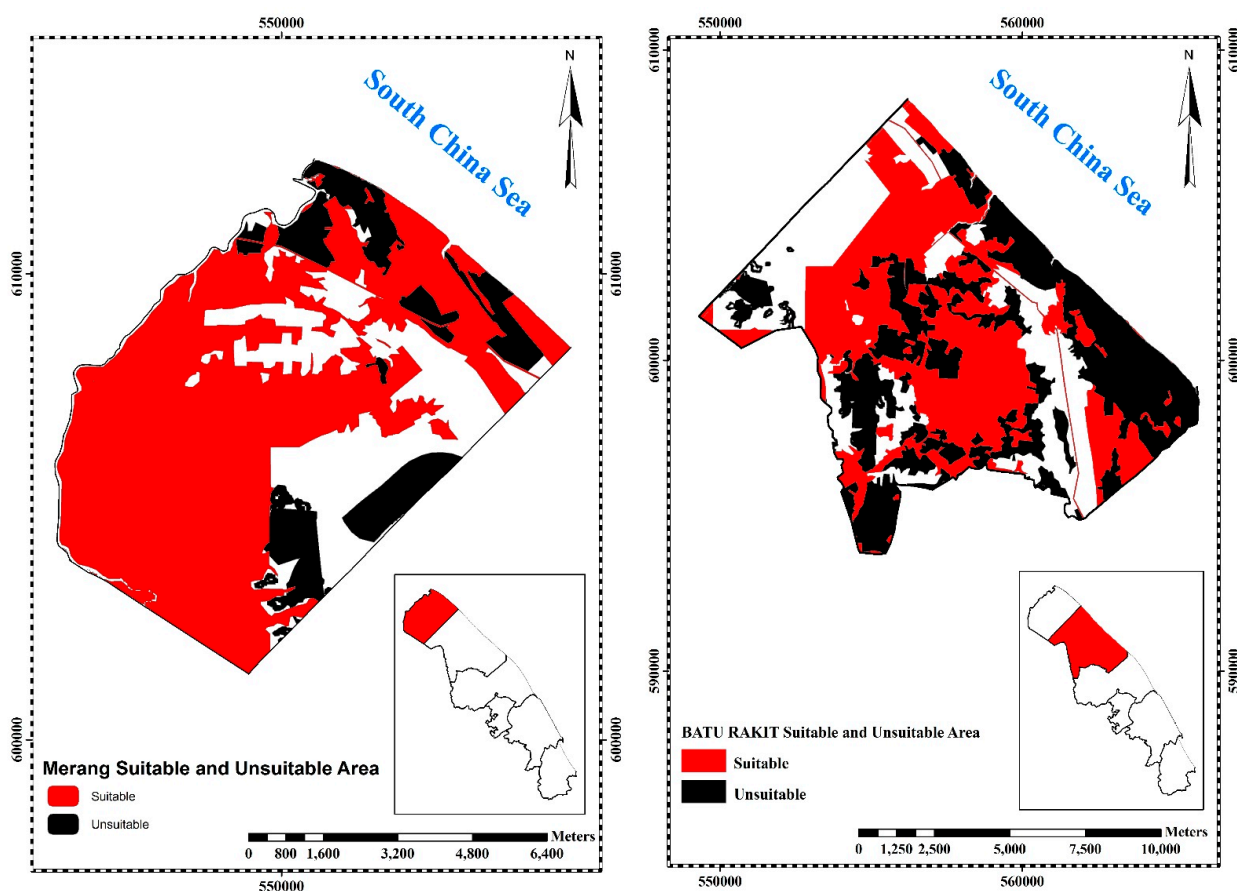 550000
N
South China Sea
610000
610000
600000
600000
Merang Suitable and Unsuitable Area
Suitable
Unsuitable
Meters
0 800 1,600 3,200 4,800 6,400
550000
550000 560000
610000
610000
N
South China Sea
600000
600000
590000
590000
BATU RAKIT Suitable and Unsuitable Area
Suitable
Unsuitable
Meters
0 1,250 2,500 5,000 7,500 10,000
550000 560000